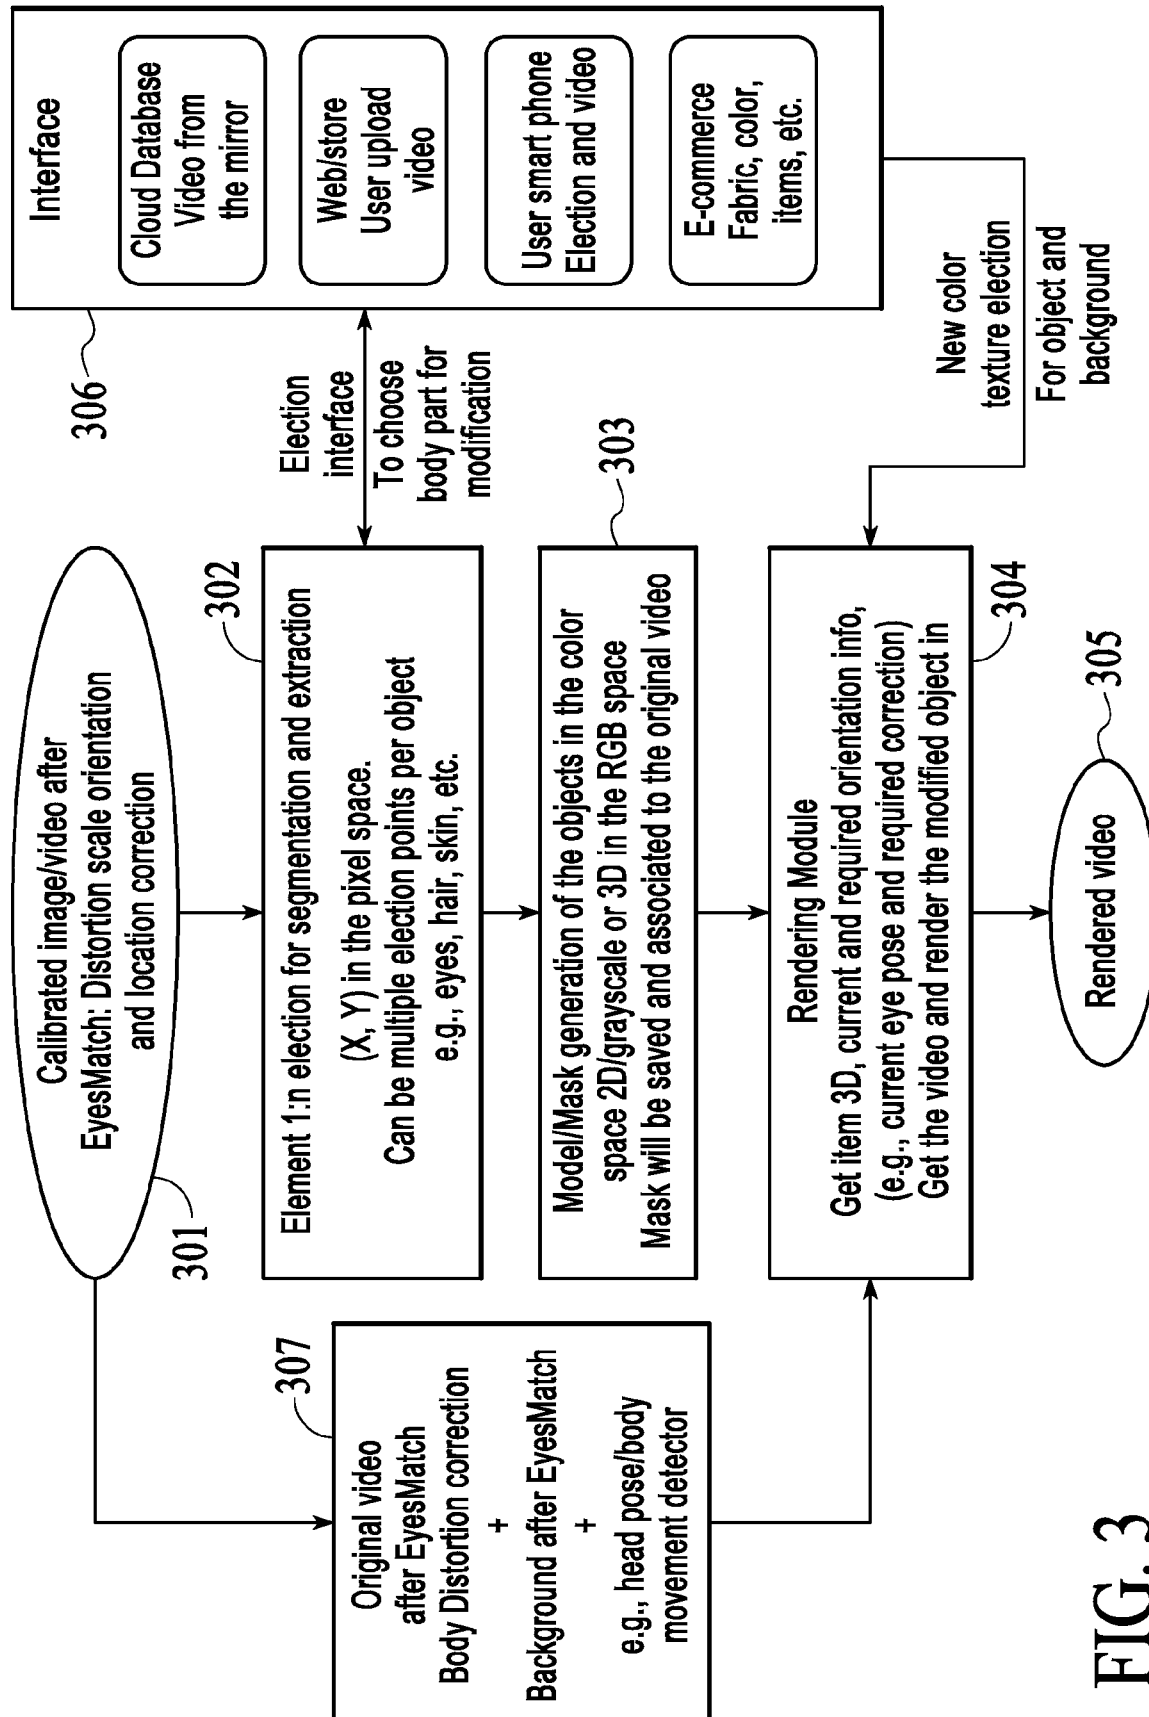 Calibrated image/video after
EyesMatch: Distortion scale orientation
and location correction
301
307
Original video
after EyesMatch
Body Distortion correction
+
Background after EyesMatch
+
e.g., head pose/body
movement detector
302
Element 1:n election for segmentation and extraction
(X, Y) in the pixel space.
Can be multiple election points per object
e.g., eyes, hair, skin, etc.
303
Model/Mask generation of the objects in the color
space 2D/grayscale or 3D in the RGB space
Mask will be saved and associated to the original video
Rendering Module
Get item 3D, current and required orientation info,
(e.g., current eye pose and required correction)
Get the video and render the modified object in
304
305
Rendered video
306
Interface
Cloud Database
Video from
the mirror
Web/store
User upload
video
User smart phone
Election and video
E-commerce
Fabric, color,
items, etc.
Election
interface
To choose
body part for
modification
New color
texture election
For object and
background
FIG. 3